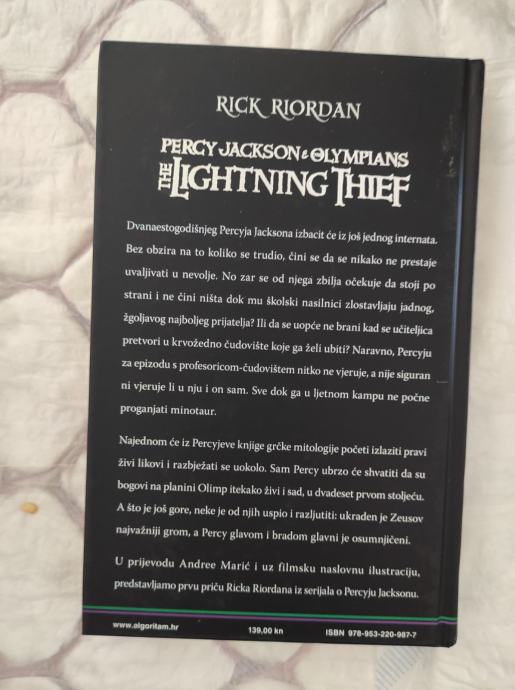 RICK RIORDAN
PERCY JACKSON & OLYMPIANS
THE LIGHTNING THIEF
Dvanaestogodišnjeg Percyja Jacksona izbacit će iz još jednog internata.
Bez obzira na to koliko se trudio, čini se da se nikako ne prestaje
uvaljivati u nevolje. No zar se od njega zbilja očekuje da stoji po
strani i ne čini ništa dok mu školski nasilnici zlostavljaju jadnog,
žgoljavog najboljeg prijatelja? Ili da se uopće ne brani kad se učiteljica
pretvori u krvožedno čudovište koje ga želi ubiti? Naravno, Percyju
za epizodu s profesoricom-čudovištem nitko ne vjeruje, a nije siguran
ni vjeruje li u nju i on sam. Sve dok ga u ljetnom kampu ne počne
proganjati minotaur.
Najednom će iz Percyjeve knjige grčke mitologije početi izlaziti pravi
živi likovi i razbježati se uokolo. Sam Percy ubrzo će shvatiti da su
bogovi na planini Olimp itekako živi i sad, u dvadeset prvom stoljeću.
A što je još gore, neke je od njih uspio i razljutiti: ukraden je Zeusov
najvažniji grom, a Percy glavom i bradom glavni je osumnjičeni.
U prijevodu Andree Marić i uz filmsku naslovnu ilustraciju,
predstavljamo prvu priču Ricka Riordana iz serijala o Percyju Jacksonu.
www.algoritam.hr 139,00 kn ISBN 978-953-220-987-7